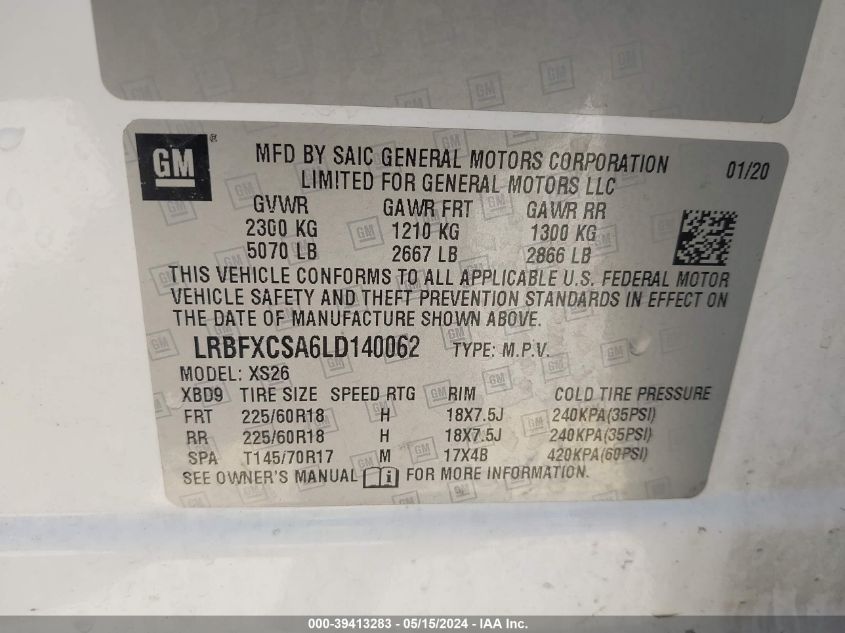 GM ®
MFD BY SAIC GENERAL MOTORS CORPORATION 01/20
LIMITED FOR GENERAL MOTORS LLC
GVWR GAWR FRT GAWR RR
2300 KG 1210 KG 1300 KG
5070 LB 2667 LB 2866 LB
THIS VEHICLE CONFORMS TO ALL APPLICABLE U.S. FEDERAL MOTOR
VEHICLE SAFETY AND THEFT PREVENTION STANDARDS IN EFFECT ON
THE DATE OF MANUFACTURE SHOWN ABOVE.
LRBFXCSA6LD140062 TYPE: M.P.V.
MODEL: XS26
XBD9 TIRE SIZE SPEED RTG RIM COLD TIRE PRESSURE
FRT 225/60R18 H 18X7.5J 240KPA(35PSI)
RR 225/60R18 H 18X7.5J 240KPA(35PSI)
SPA T145/70R17 M 17X4B 420KPA(60PSI)
SEE OWNER'S MANUAL FOR MORE INFORMATION.
000-39413283 - 05/15/2024 - IAA Inc.